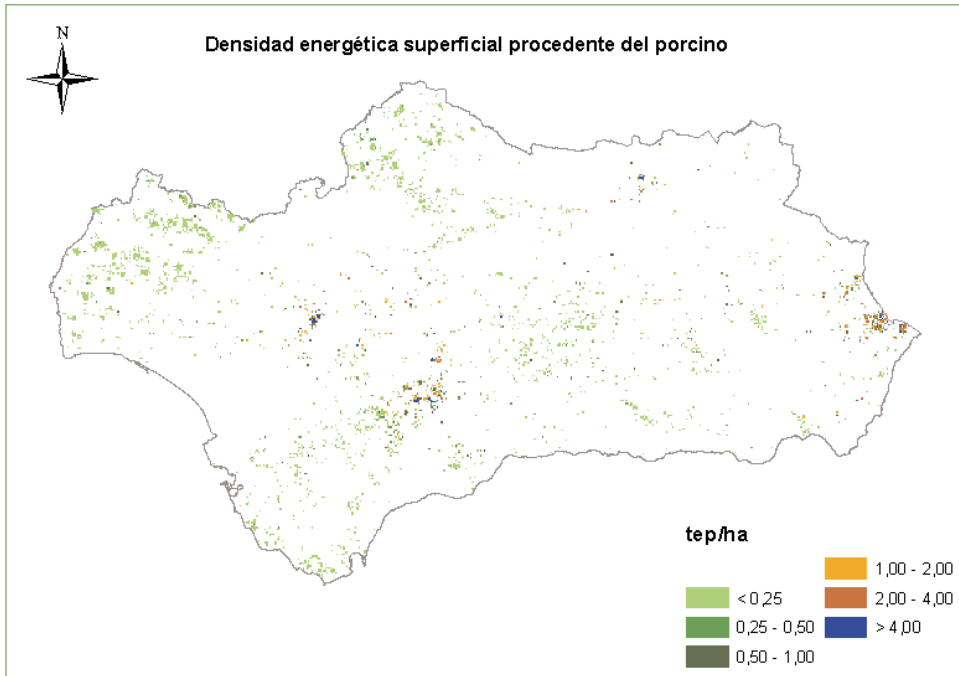 N
Densidad energética superficial procedente del porcino
tep/ha
< 0,25
0,25 - 0,50
0,50 - 1,00
1,00 - 2,00
2,00 - 4,00
> 4,00